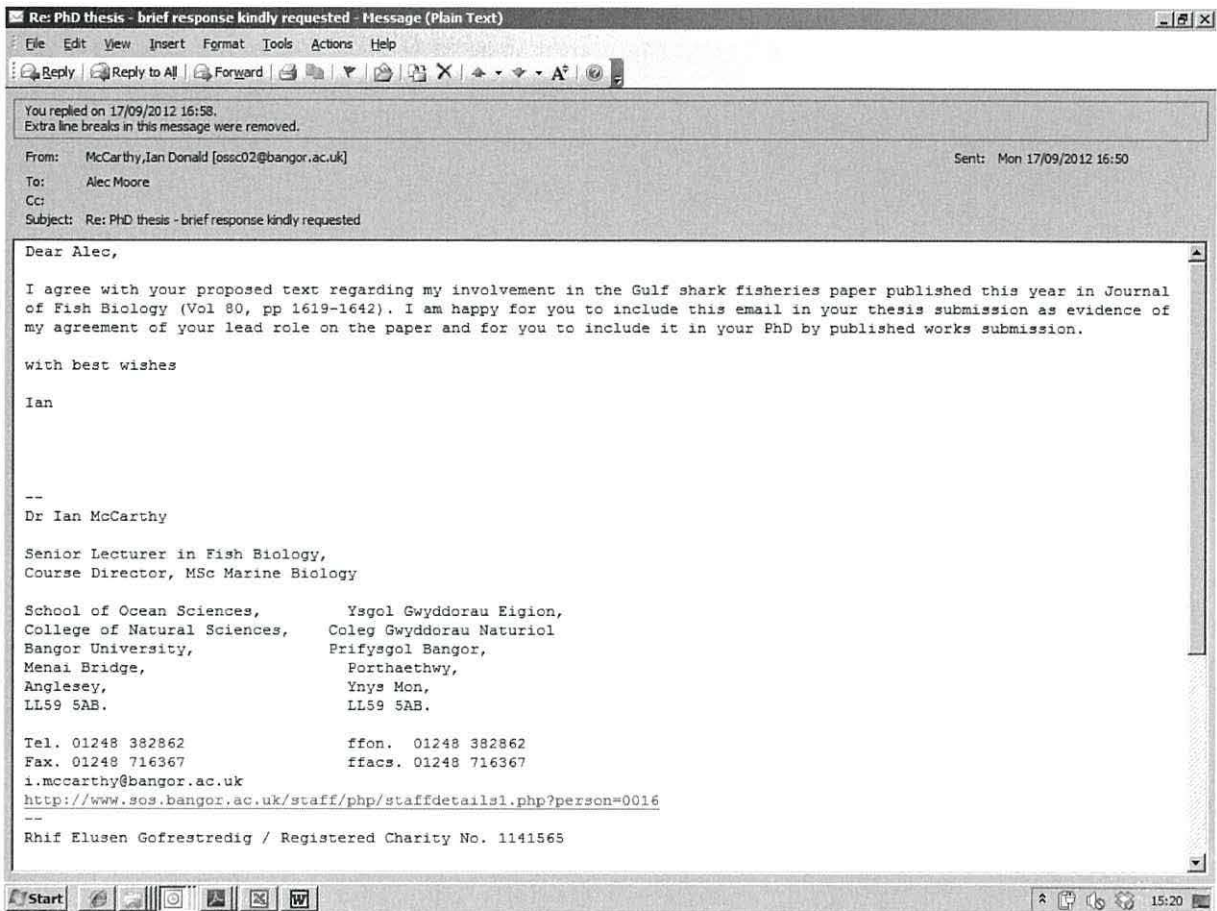 Re: PhD thesis - brief response kindly requested - Message (Plain Text)
File Edit View Insert Format Tools Actions Help
Reply Reply to All Forward
You replied on 17/09/2012 16:58.
Extra line breaks in this message were removed.
From: McCarthy,Ian Donald [ossc02@bangor.ac.uk] Sent: Mon 17/09/2012 16:50
To: Alec Moore
Cc:
Subject: Re: PhD thesis - brief response kindly requested
Dear Alec,
I agree with your proposed text regarding my involvement in the Gulf shark fisheries paper published this year in Journal
of Fish Biology (Vol 80, pp 1619-1642). I am happy for you to include this email in your thesis submission as evidence of
my agreement of your lead role on the paper and for you to include it in your PhD by published works submission.
with best wishes
Ian
--
Dr Ian McCarthy
Senior Lecturer in Fish Biology,
Course Director, MSc Marine Biology
School of Ocean Sciences, Ysgol Gwyddorau Eigion,
College of Natural Sciences, Coleg Gwyddorau Naturiol
Bangor University, Prifysgol Bangor,
Menai Bridge, Porthaethwy,
Anglesey, Ynys Mon,
LL59 5AB. LL59 5AB.
Tel. 01248 382862 ffon. 01248 382862
Fax. 01248 716367 ffacs. 01248 716367
i.mccarthy@bangor.ac.uk
http://www.sos.bangor.ac.uk/staff/php/staffdetails1.php?person=0016
--
Rhif Elusen Gofrestredig / Registered Charity No. 1141565
Start 15:20